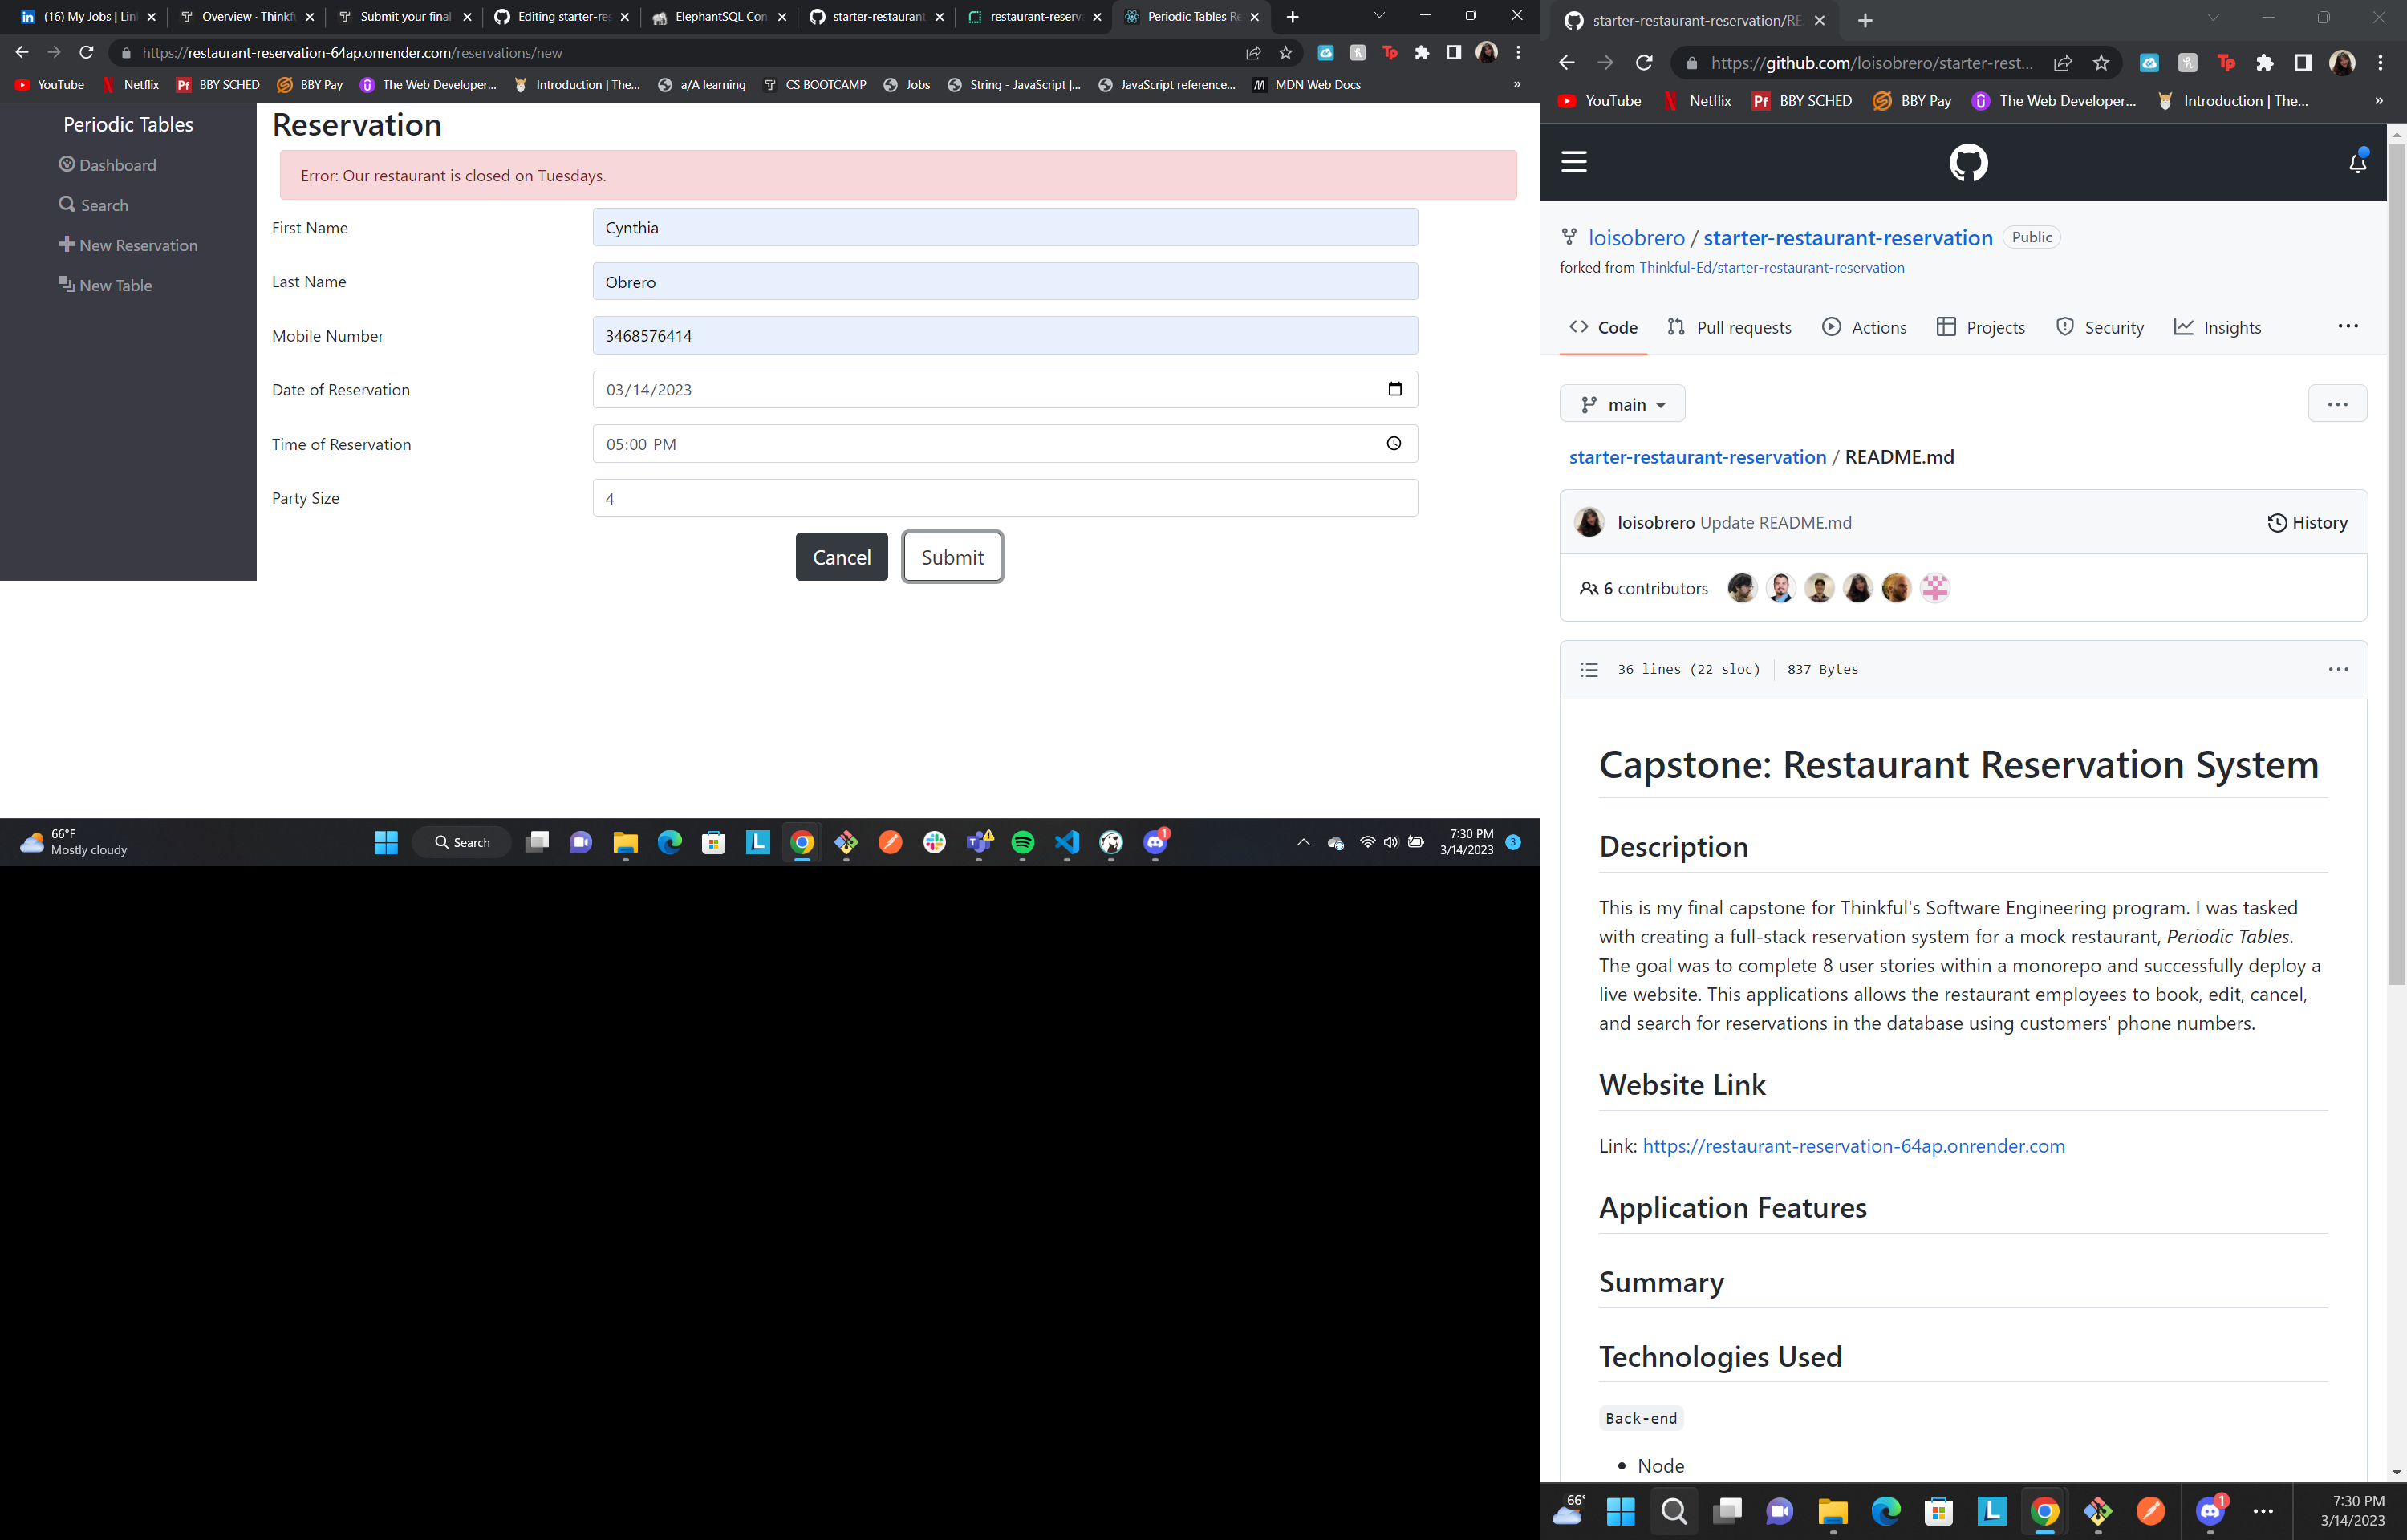 (16) My Jobs | Lin
Overview · Thinkf
Submit your final
Editing starter-res
ElephantSQL Con
starter-restaurant
restaurant-reserva
Periodic Tables Re
https://restaurant-reservation-64ap.onrender.com/reservations/new
YouTube
Netflix
BBY SCHED
BBY Pay
The Web Developer...
Introduction | The...
a/A learning
CS BOOTCAMP
Jobs
String - JavaScript |...
JavaScript reference...
MDN Web Docs
»
Periodic Tables
Dashboard
Search
New Reservation
New Table
Reservation
Error: Our restaurant is closed on Tuesdays.
First Name
Cynthia
Last Name
Obrero
Mobile Number
3468576414
Date of Reservation
03/14/2023
Time of Reservation
05:00 PM
Party Size
4
Cancel
Submit
66°F
Mostly cloudy
Search
1
7:30 PM
3/14/2023
3
starter-restaurant-reservation/RE
https://github.com/loisobrero/starter-rest...
YouTube
Netflix
BBY SCHED
BBY Pay
The Web Developer...
Introduction | The...
»
loisobrero / starter-restaurant-reservation Public
forked from Thinkful-Ed/starter-restaurant-reservation
Code
Pull requests
Actions
Projects
Security
Insights
main
starter-restaurant-reservation / README.md
loisobrero Update README.md
History
6 contributors
36 lines (22 sloc)
837 Bytes
Capstone: Restaurant Reservation System
Description
This is my final capstone for Thinkful's Software Engineering program. I was tasked
with creating a full-stack reservation system for a mock restaurant, Periodic Tables.
The goal was to complete 8 user stories within a monorepo and successfully deploy a
live website. This applications allows the restaurant employees to book, edit, cancel,
and search for reservations in the database using customers' phone numbers.
Website Link
Link: https://restaurant-reservation-64ap.onrender.com
Application Features
Summary
Technologies Used
Back-end
• Node
66°
1
7:30 PM
3/14/2023